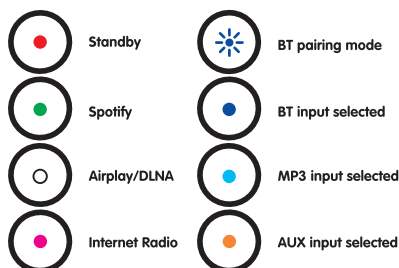 Standby
BT pairing mode
Spotify
BT input selected
Airplay/DLNA
MP3 input selected
Internet Radio
AUX input selected